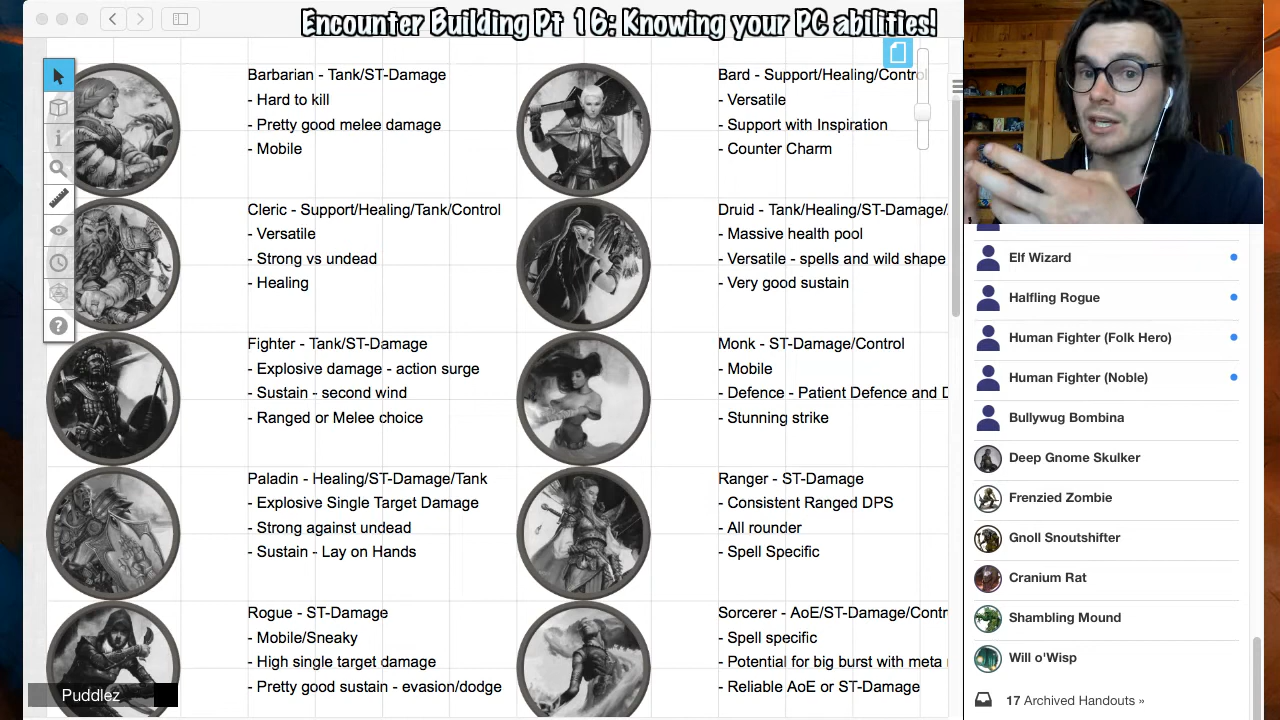 Encounter Building Pt 16: Knowing your PC abilities!
Barbarian - Tank/ST-Damage
- Hard to kill
- Pretty good melee damage
- Mobile
Bard - Support/Healing/Control
- Versatile
- Support with Inspiration
- Counter Charm
Cleric - Support/Healing/Tank/Control
- Versatile
- Strong vs undead
- Healing
Druid - Tank/Healing/ST-Damage/
- Massive health pool
- Versatile - spells and wild shape
- Very good sustain
Fighter - Tank/ST-Damage
- Explosive damage - action surge
- Sustain - second wind
- Ranged or Melee choice
Monk - ST-Damage/Control
- Mobile
- Defence - Patient Defence and D
- Stunning strike
Paladin - Healing/ST-Damage/Tank
- Explosive Single Target Damage
- Strong against undead
- Sustain - Lay on Hands
Ranger - ST-Damage
- Consistent Ranged DPS
- All rounder
- Spell Specific
Rogue - ST-Damage
- Mobile/Sneaky
- High single target damage
- Pretty good sustain - evasion/dodge
Sorcerer - AoE/ST-Damage/Contr
- Spell specific
- Potential for big burst with meta
- Reliable AoE or ST-Damage
Puddlez
Elf Wizard
Halfling Rogue
Human Fighter (Folk Hero)
Human Fighter (Noble)
Bullywug Bombina
Deep Gnome Skulker
Frenzied Zombie
Gnoll Snoutshifter
Cranium Rat
Shambling Mound
Will o'Wisp
17 Archived Handouts »